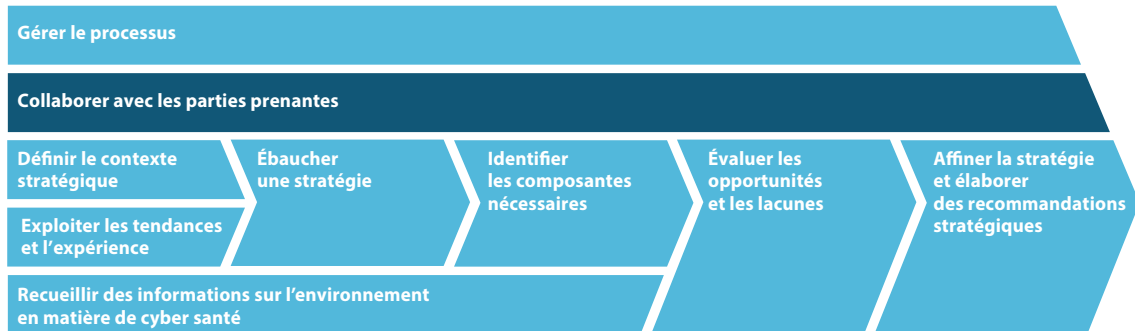 Gérer le processus
Collaborer avec les parties prenantes
Définir le contexte
stratégique
Exploiter les tendances
et l'expérience
Ébaucher
une stratégie
Identifier
les composantes
nécessaires
Évaluer les
opportunités
et les lacunes
Affiner la stratégie
et élaborer
des recommandations
stratégiques
Recueillir des informations sur l'environnement
en matière de cyber santé